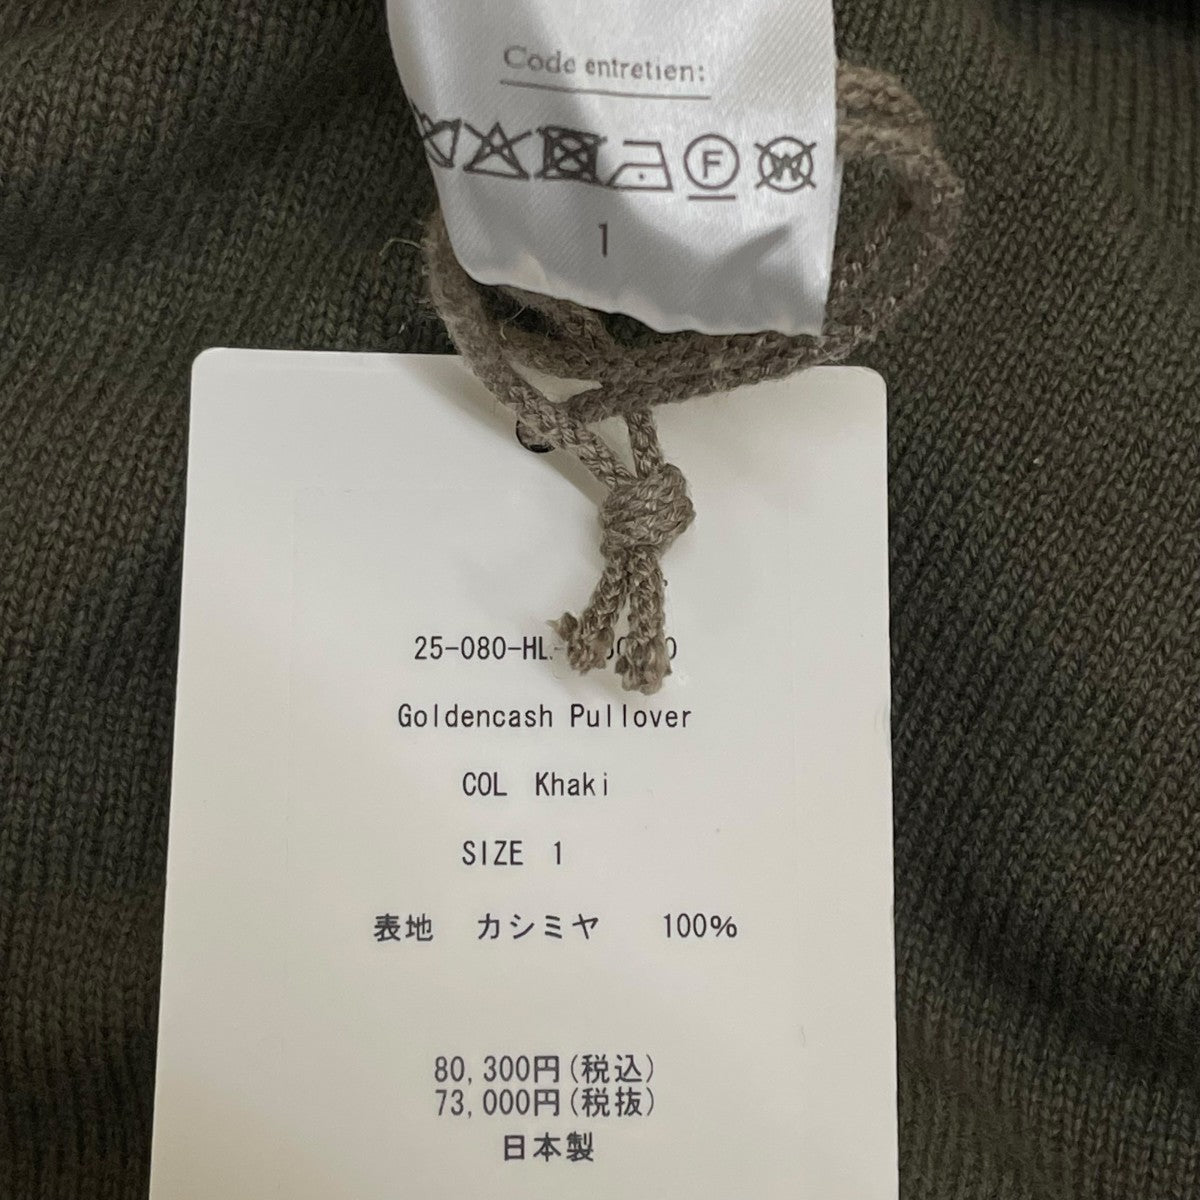 Code entretien:
F W
1
25-080-HL
Goldencash Pullover
COL Khaki
SIZE 1
表地 カシミヤ 100%
80,300円(税込)
73,000円(税抜)
日本製